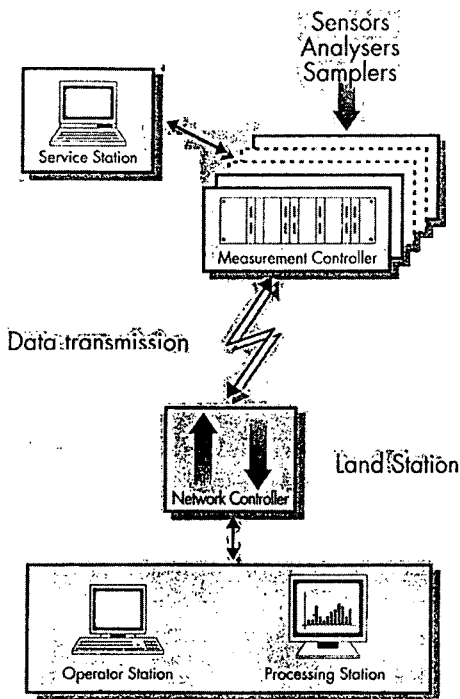 Sensors
Analysers
Samplers
Service Station
Measurement Controller
Data transmission
Land Station
Network Controller
Operator Station
Processing Station